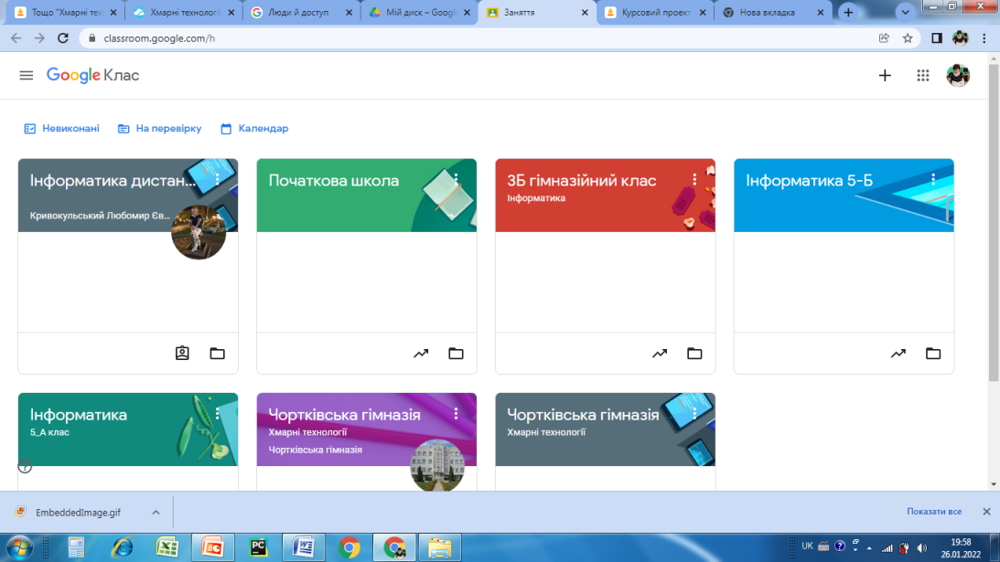 Тощо "Хмарні тех
Хмарні технології
Люди й доступ
Мій диск – Google
Заняття
Курсовий проект
Нова вкладка
classroom.google.com/h
Google Клас
Невиконані
На перевірку
Календар
Інформатика дистан...
Кривокульський Любомир Єв...
Початкова школа
3Б гімназійний клас
Інформатика
Інформатика 5-Б
Інформатика
5_А клас
Чортківська гімназія
Хмарні технології
Чортківська гімназія
Чортківська гімназія
Хмарні технології
EmbeddedImage.gif
Показати все
UK
19:58
26.01.2022